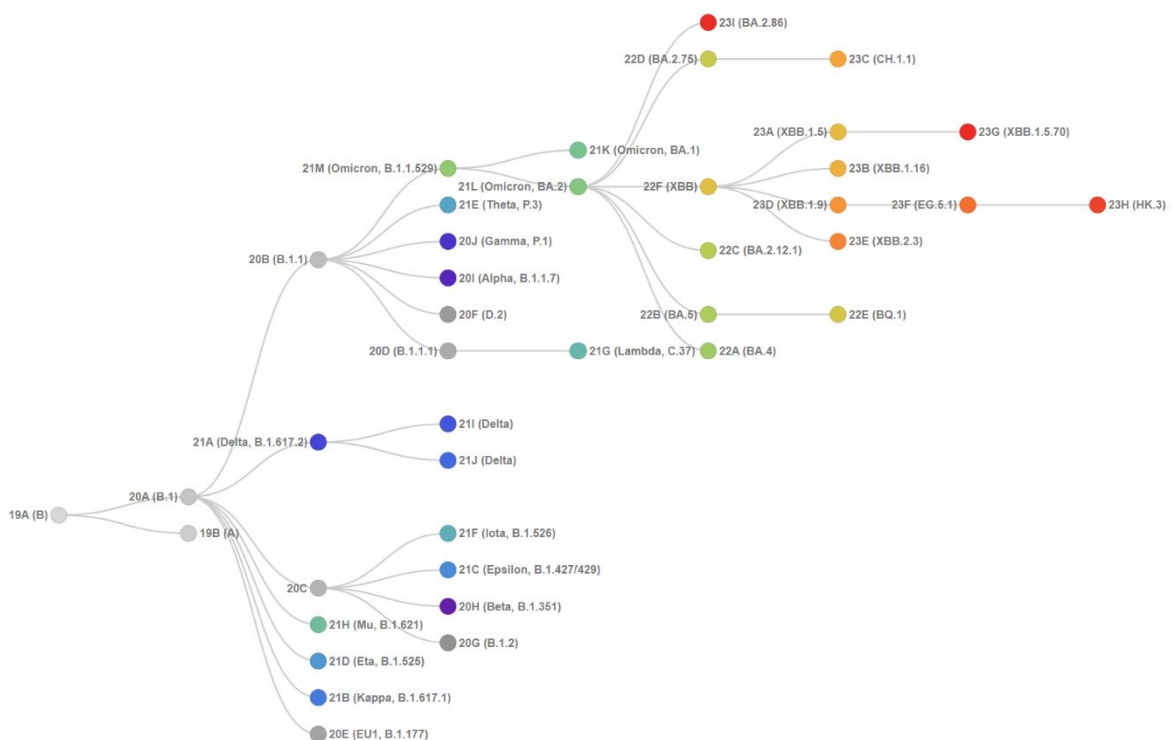 23I (BA.2.86)
22D (BA.2.75)
23C (CH.1.1)
23A (XBB.1.5)
23G (XBB.1.5.70)
21K (Omicron, BA.1)
21M (Omicron, B.1.1.529)
23B (XBB.1.16)
21L (Omicron, BA.2)
22F (XBB)
21E (Theta, P.3)
23D (XBB.1.9)
23F (EG.5.1)
23H (HK.3)
20J (Gamma, P.1)
23E (XBB.2.3)
22C (BA.2.12.1)
20B (B.1.1)
20I (Alpha, B.1.1.7)
20F (D.2)
22B (BA.5)
22E (BQ.1)
20D (B.1.1.1)
21G (Lambda, C.37)
22A (BA.4)
21I (Delta)
21A (Delta, B.1.617.2)
21J (Delta)
20A (B.1)
19A (B)
19B (A)
21F (Iota, B.1.526)
21C (Epsilon, B.1.427/429)
20C
20H (Beta, B.1.351)
21H (Mu, B.1.621)
20G (B.1.2)
21D (Eta, B.1.525)
21B (Kappa, B.1.617.1)
20E (EU1, B.1.177)